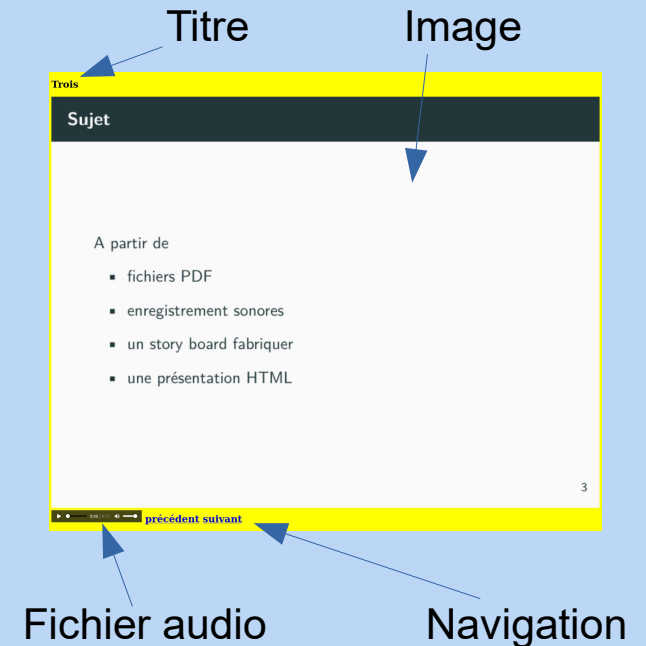 Titre Image
Trois
Sujet
A partir de
▪ fichiers PDF
▪ enregistrement sonores
▪ un story board fabriquer
▪ une présentation HTML
3
précédent suivant
Fichier audio Navigation